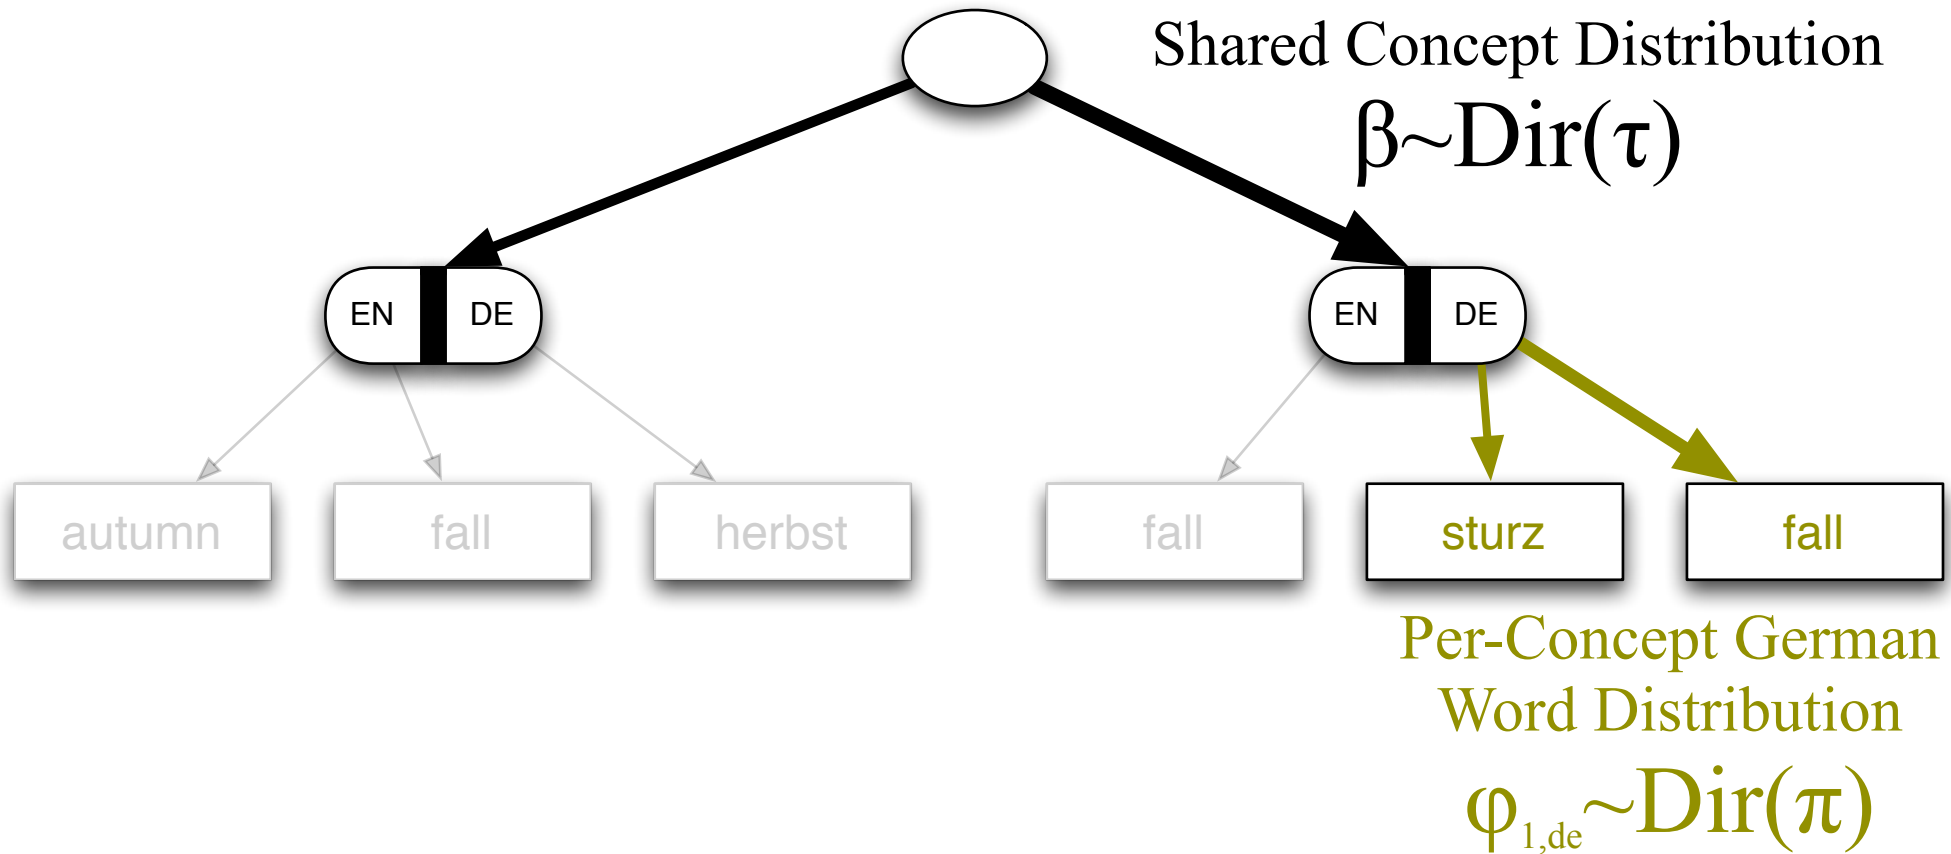 Shared Concept Distribution
β~Dir(τ)
EN DE
EN DE
autumn
fall
herbst
fall
sturz
fall
Per-Concept German
Word Distribution
φ1,de~Dir(π)